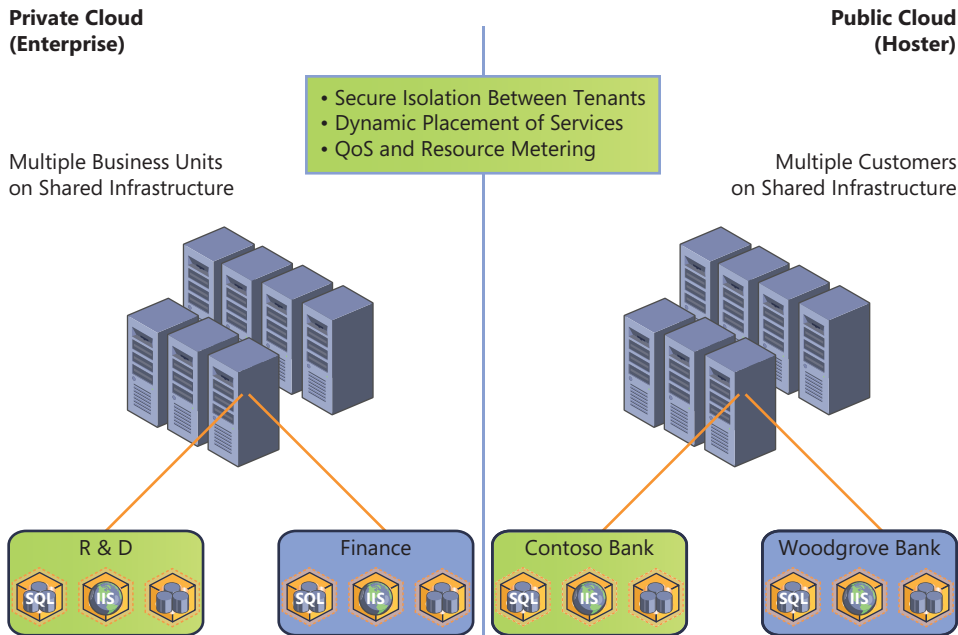 Private Cloud
(Enterprise)
Public Cloud
(Hoster)
• Secure Isolation Between Tenants
• Dynamic Placement of Services
• QoS and Resource Metering
Multiple Business Units
on Shared Infrastructure
Multiple Customers
on Shared Infrastructure
R & D
SQL
IIS
Finance
SQL
IIS
Contoso Bank
SQL
IIS
Woodgrove Bank
SQL
IIS